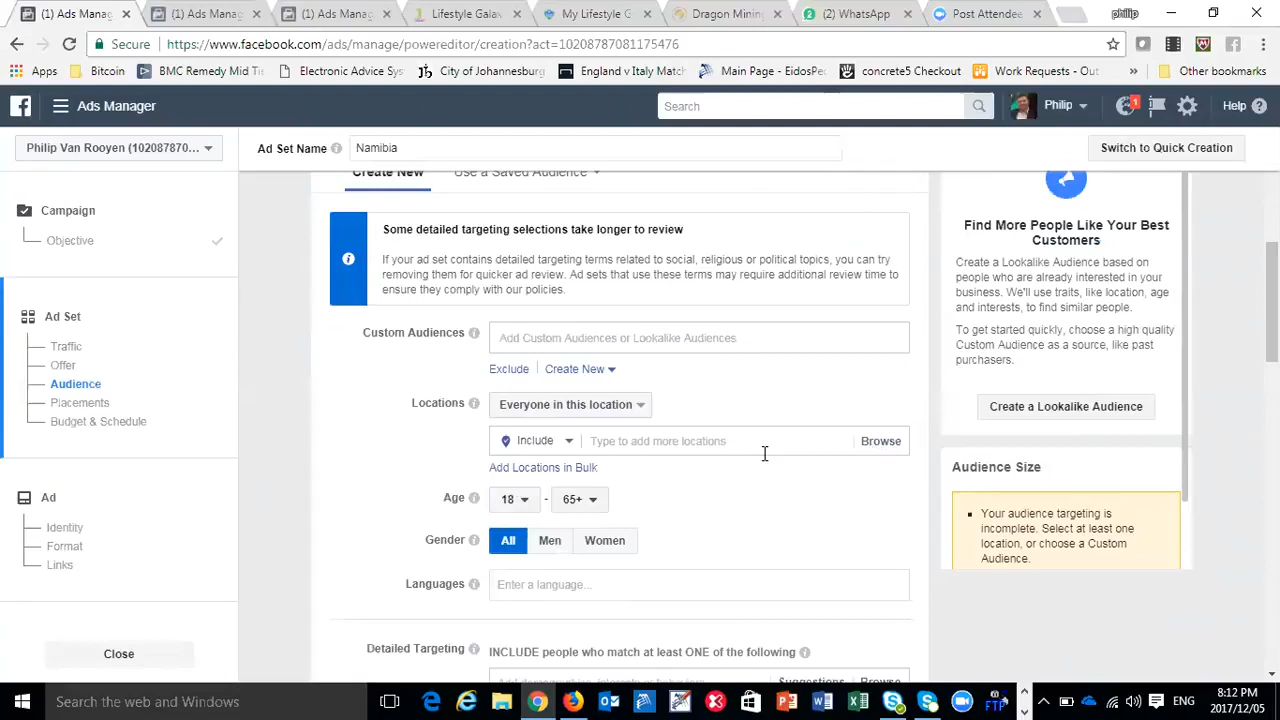 (1) Ads Manag
(1) Ads Manag
(1) Ads Manag
Lifestyle Gala
My Lifestyle G
Dragon Mining
(2) WhatsApp
Post Attendee
philip
Secure
https://www.facebook.com/ads/manage/powereditor/creation?act=10208787081175476
Apps
Bitcoin
BMC Remedy Mid Ti
Electronic Advice Sys
City of Johannesburg
England v Italy Match
Main Page - EidosPed
concrete5 Checkout
Work Requests - Out
»
Other bookmarks
Ads Manager
Search
Philip
1
Help
Philip Van Rooyen (102087870...
Ad Set Name
Namibia
Switch to Quick Creation
Create New
Use a Saved Audience
Campaign
Objective
Ad Set
Traffic
Offer
Audience
Placements
Budget & Schedule
Ad
Identity
Format
Links
Close
Some detailed targeting selections take longer to review
If your ad set contains detailed targeting terms related to social, religious or political topics, you can try
removing them for quicker ad review. Ad sets that use these terms may require additional review time to
ensure they comply with our policies.
Custom Audiences
Add Custom Audiences or Lookalike Audiences
Exclude
Create New
Locations
Everyone in this location
Include
Type to add more locations
Browse
Add Locations in Bulk
Age
18
-
65+
Gender
All
Men
Women
Languages
Enter a language...
Detailed Targeting
INCLUDE people who match at least ONE of the following
Add demographics, interests or behaviors
Suggestions
Browse
Find More People Like Your Best
Customers
Create a Lookalike Audience based on
people who are already interested in your
business. We'll use traits, like location, age
and interests, to find similar people.
To get started quickly, choose a high quality
Custom Audience as a source, like past
purchasers.
Create a Lookalike Audience
Audience Size
Your audience targeting is
incomplete. Select at least one
location, or choose a Custom
Audience.
Search the web and Windows
FTP
ENG
8:12 PM
2017/12/05